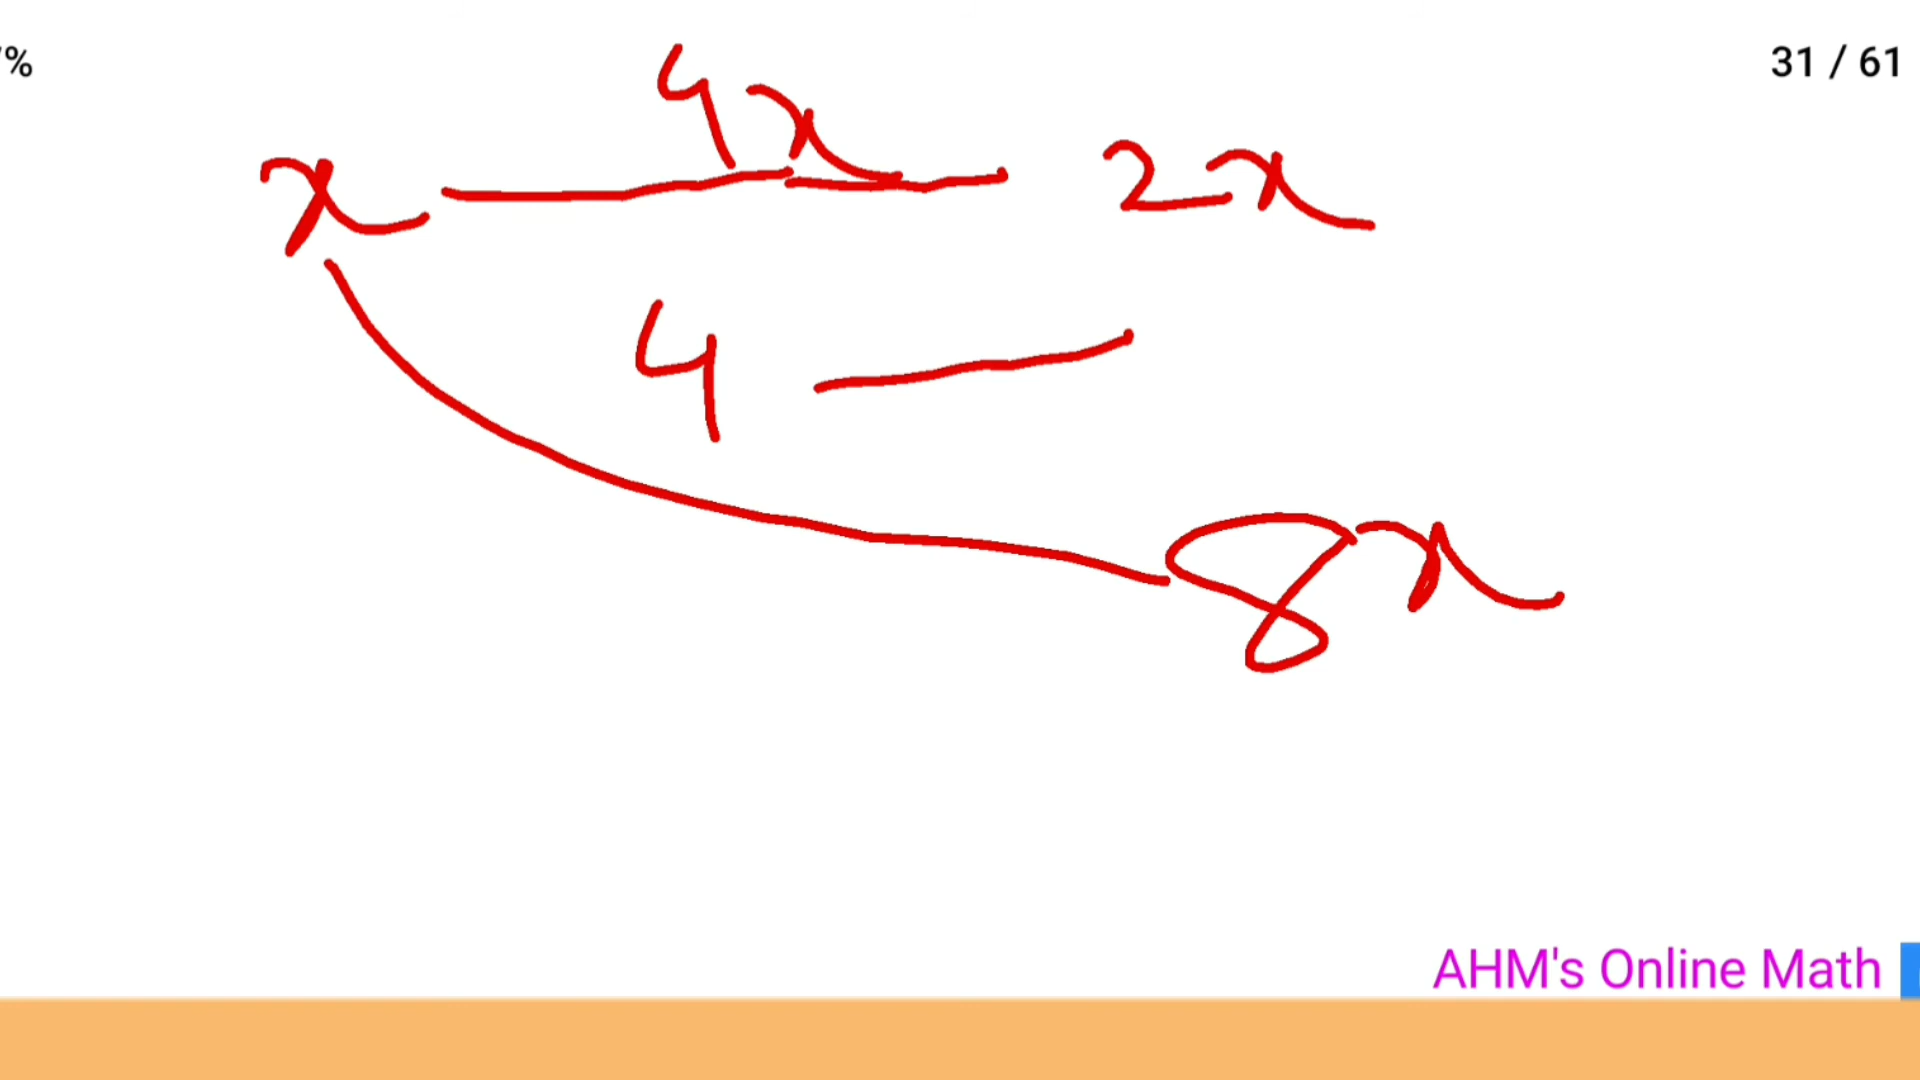 %
31 / 61
4x
x — 2x
4 —
8x
AHM's Online Math